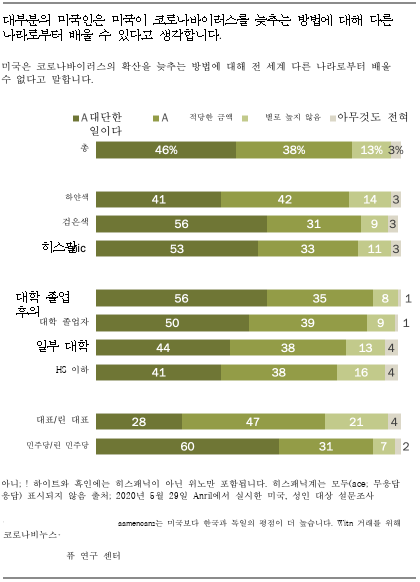 대부분의 미국인은 미국이 코로나바이러스를 늦추는 방법에 대해 다른
나라로부터 배울 수 있다고 생각합니다.
미국은 코로나바이러스의 확산을 늦추는 방법에 대해 전 세계 다른 나라로부터 배울
수 없다고 말합니다.
A 대단한 일이다 A 적당한 금액 별로 높지 않음 아무것도 전혀
총 46% 38% 13% 3%
하얀색 41 42 14 3
검은색 56 31 9 3
히스패닉ic 53 33 11 3
대학 졸업 후의 56 35 8 1
대학 졸업자 50 39 9 1
일부 대학 44 38 13 4
HS 이하 41 38 16 4
대표/린 대표 28 47 21 4
민주당/린 민주당 60 31 7 2
아니; ! 하이트와 흑인에는 히스패닉이 아닌 위노만 포함됩니다. 히스패닉계는 모두(ace; 무응답
응답) 표시되지 않음 출처; 2020년 5월 29일 Anril에서 실시한 미국, 성인 대상 설문조사
aamencans는 미국보다 한국과 독일의 평점이 더 높습니다. Witn 거래를 위해
코로나비누스·
퓨 연구 센터